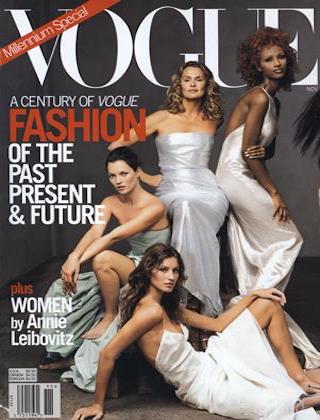 Millennium Special
VOGUE
NOV
A CENTURY OF VOGUE
FASHION
OF THE
PAST
PRESENT
& FUTURE
plus
WOMEN
by Annie
Leibovitz